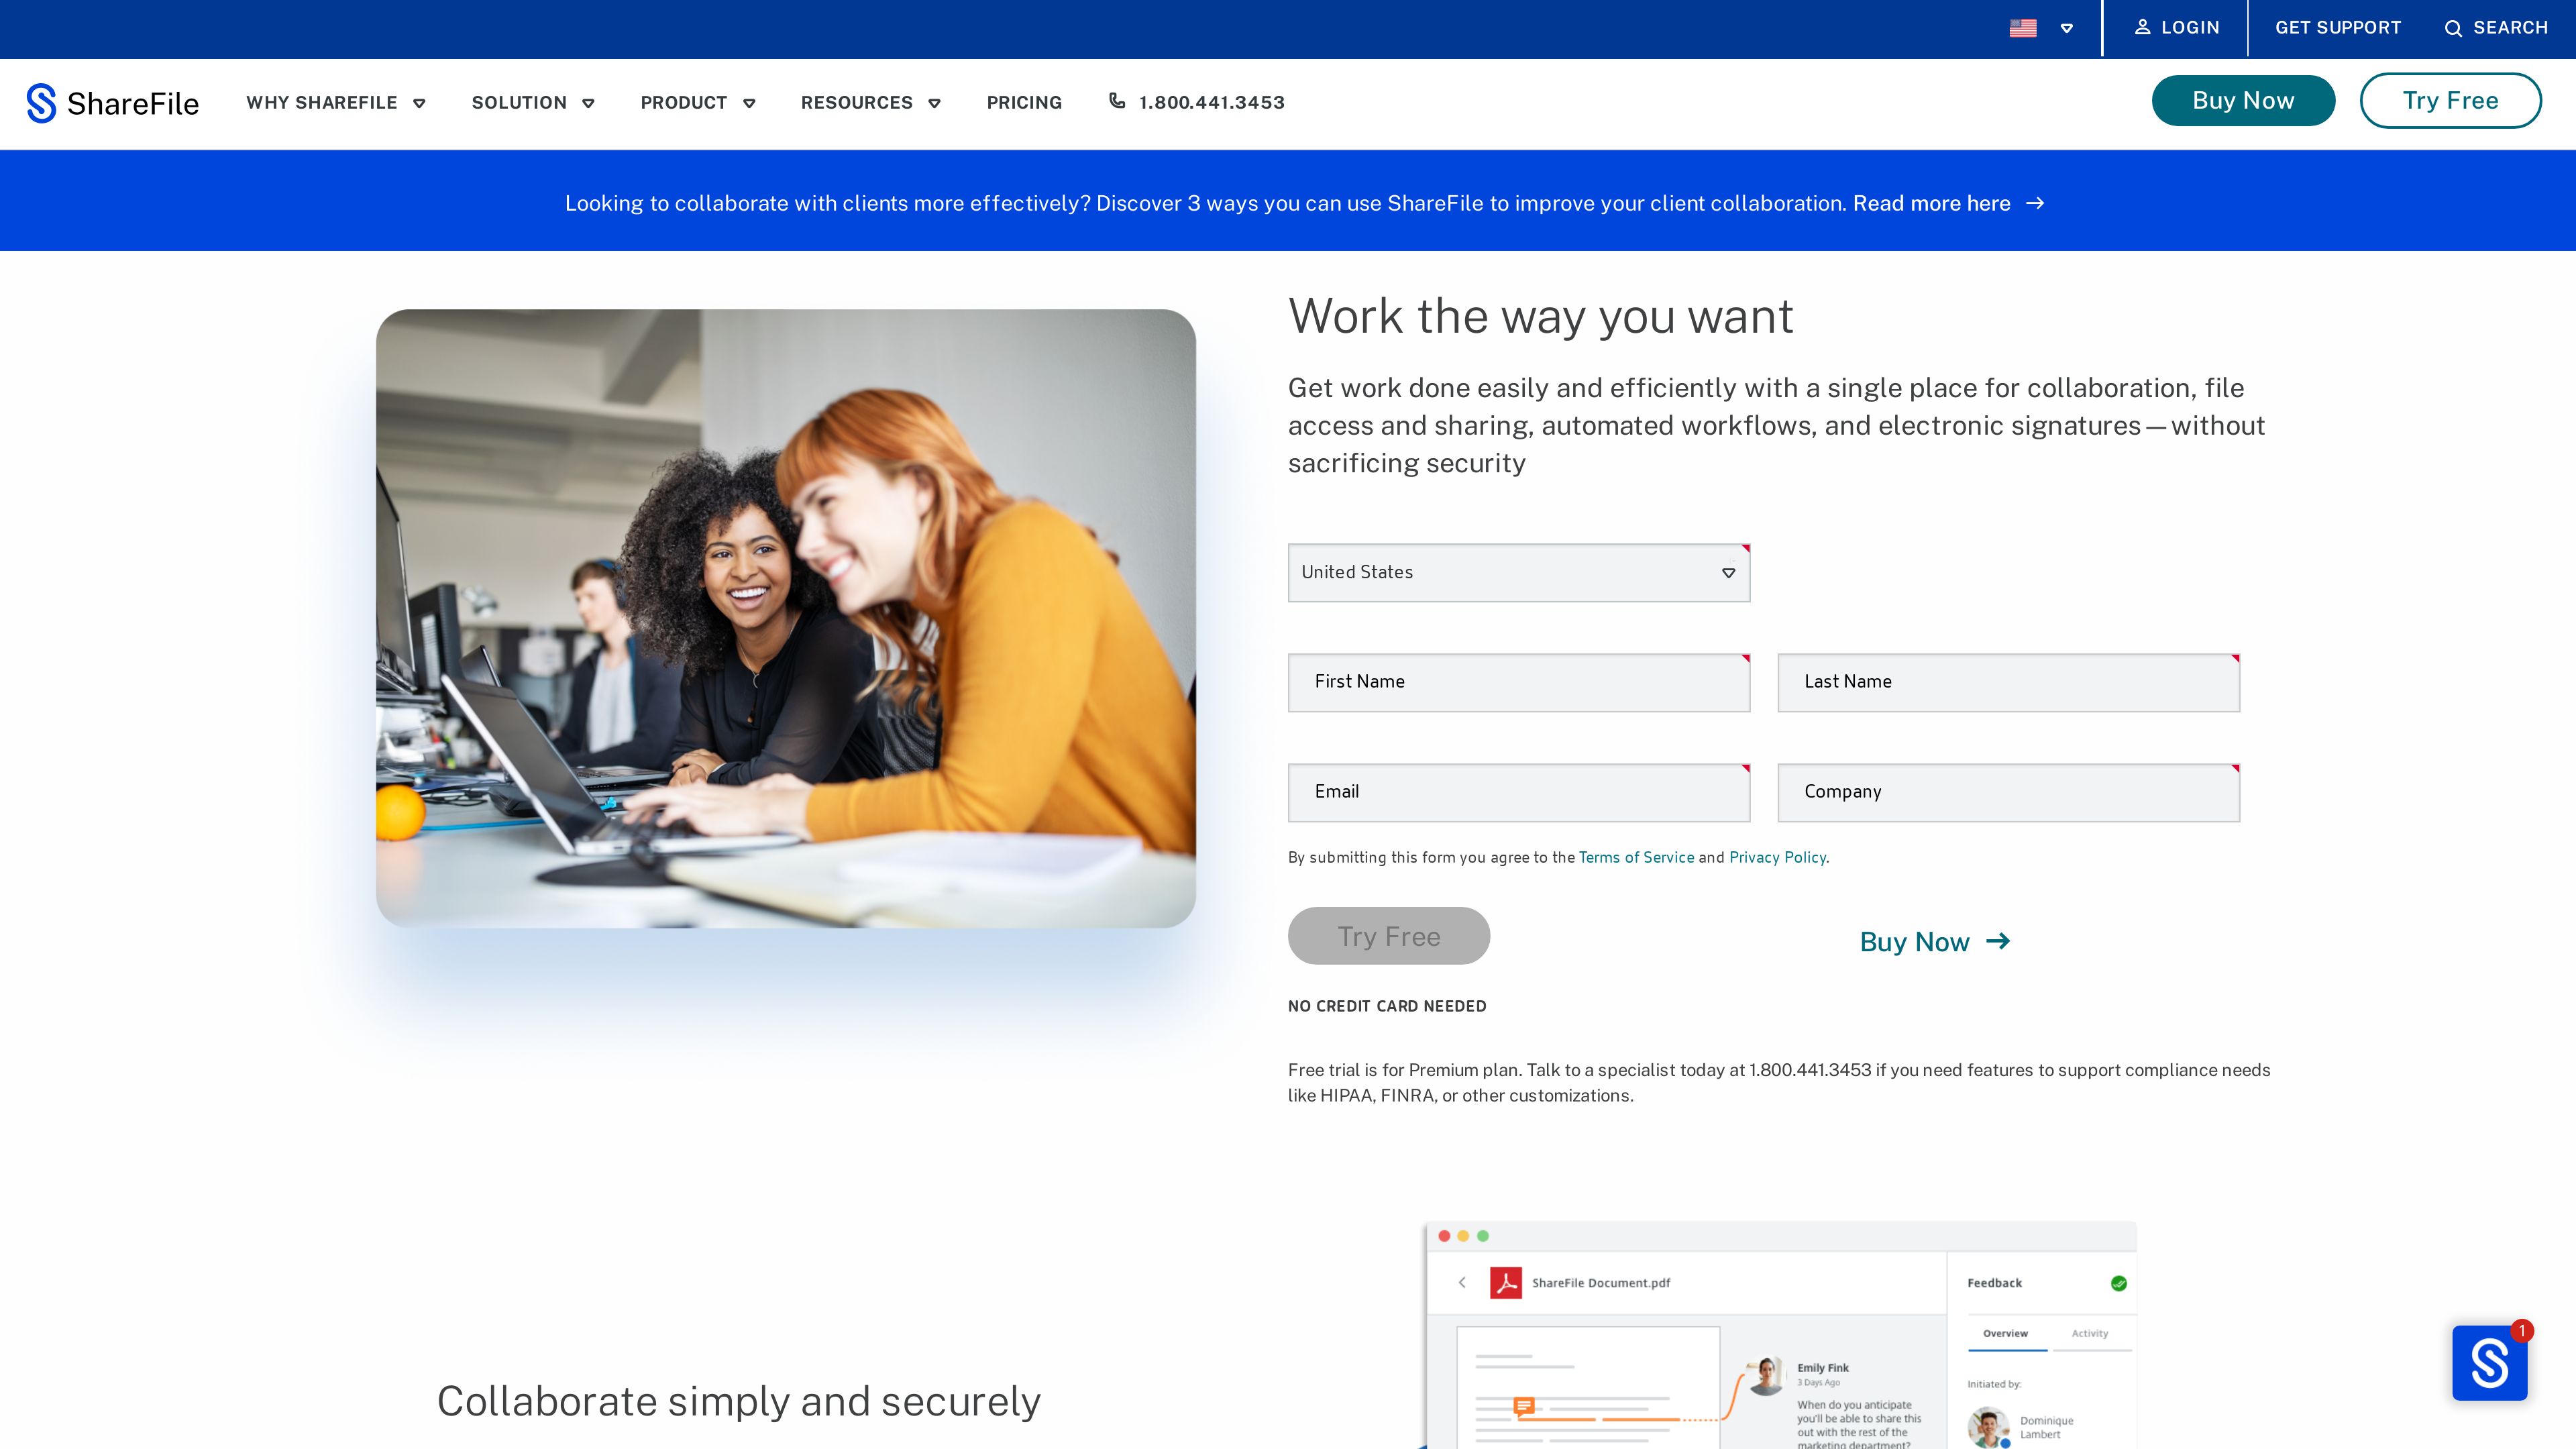 LOGIN
GET SUPPORT
SEARCH
ShareFile
WHY SHAREFILE
SOLUTION
PRODUCT
RESOURCES
PRICING
1.800.441.3453
Buy Now
Try Free
Looking to collaborate with clients more effectively? Discover 3 ways you can use ShareFile to improve your client collaboration. Read more here
Work the way you want
Get work done easily and efficiently with a single place for collaboration, file
access and sharing, automated workflows, and electronic signatures—without
sacrificing security
United States
First Name
Last Name
Email
Company
By submitting this form you agree to the Terms of Service and Privacy Policy.
Try Free
Buy Now
NO CREDIT CARD NEEDED
Free trial is for Premium plan. Talk to a specialist today at 1.800.441.3453 if you need features to support compliance needs
like HIPAA, FINRA, or other customizations.
Collaborate simply and securely
ShareFile Document.pdf
Feedback
Overview
Activity
Emily Fink
3 Days Ago
When do you anticipate
you'll be able to share this
out with the rest of the
marketing department?
Initiated by:
Dominique
Lambert
1